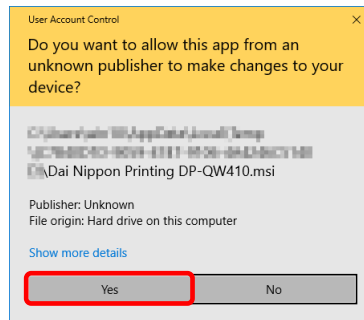 User Account Control
Do you want to allow this app from an
unknown publisher to make changes to your
device?
\Dai Nippon Printing DP-QW410.msi
Publisher: Unknown
File origin: Hard drive on this computer
Show more details
Yes
No